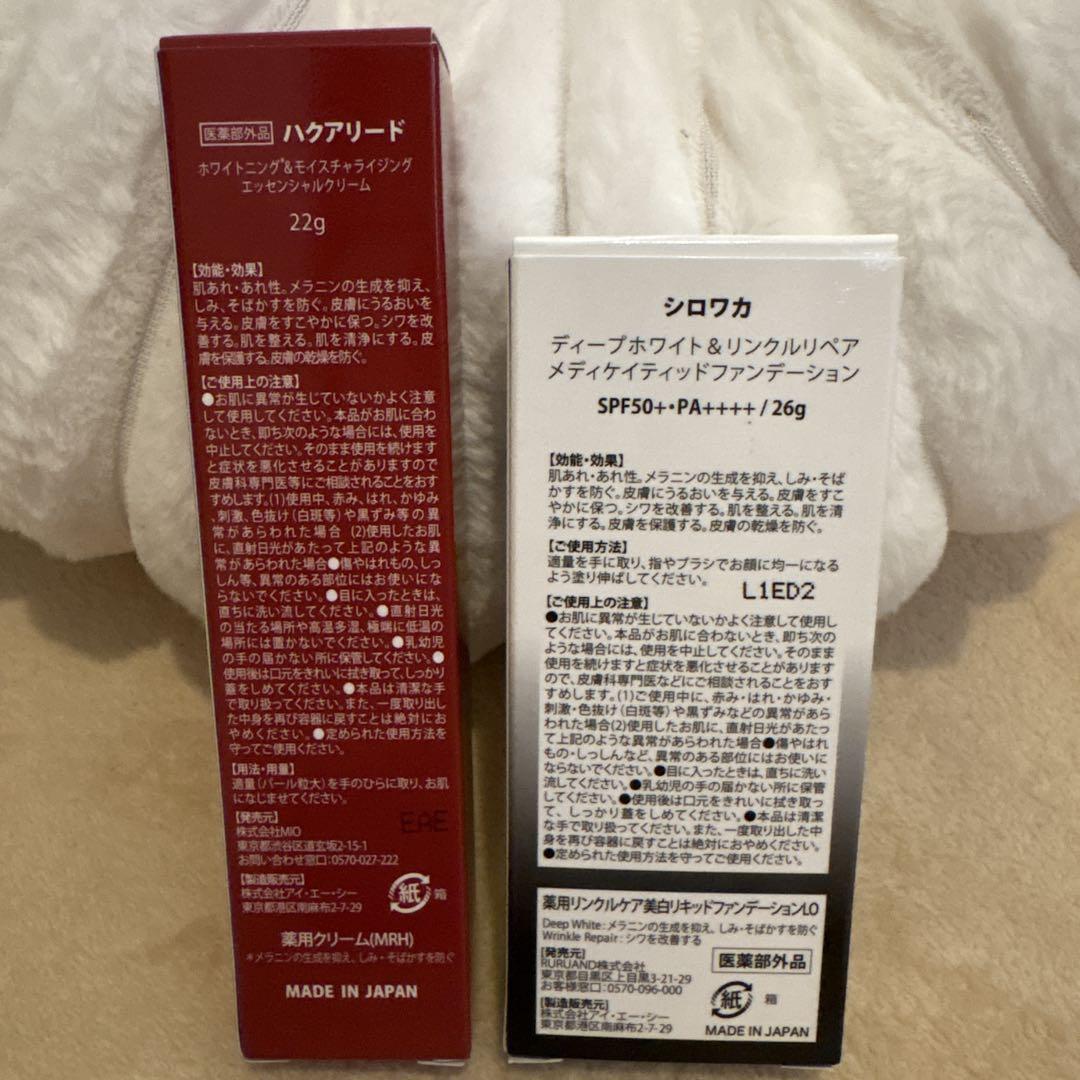 医薬部外品 ハクアリード
ホワイトニング*&モイスチャライジング
エッセンシャルクリーム
22g
【効能・効果】
肌あれ・あれ性。メラニンの生成を抑え、
しみ、そばかすを防ぐ。皮膚にうるおいを
与える。皮膚をすこやかに保つ。シワを改
善する。肌を整える。肌を清浄にする。皮
膚を保護する。皮膚の乾燥を防ぐ。
【ご使用上の注意】
●お肌に異常が生じていないかよく注意
して使用してください。本品がお肌に合わ
ないとき、即ち次のような場合には、使用を
中止してください。そのまま使用を続けます
と症状を悪化させることがありますので
皮膚科専門医等にご相談されることをおす
すめします。(1)使用中、赤み、はれ、かゆみ
、刺激、色抜け(白斑等)や黒ずみ等の異
常があらわれた場合 (2)使用したお肌
に、直射日光があたって上記のような異
常があらわれた場合●傷やはれもの、しっ
しん等、異常のある部位にはお使いにな
らないでください。●目に入ったときは、
直ちに洗い流してください。●直射日光
の当たる場所や高温多湿、極端に低温の
場所には置かないでください。●乳幼児
の手の届かない所に保管してください。●
使用後は口元をきれいに拭き取って、しっかり
蓋をしめてください。●本品は清潔な手
で取り扱ってください。また、一度取り出し
た中身を再び容器に戻すことは絶対にお
やめください。●定められた使用方法を
守ってご使用ください。
【用法・用量】
適量(パール粒大)を手のひらに取り、お肌
になじませてください。
【発売元】
株式会社MIO
東京都渋谷区道玄坂2-15-1
お問い合わせ窓口:0570-027-222
EAE
【製造販売元】
株式会社アイ・エー・シー
東京都港区南麻布2-7-29
紙 箱
薬用クリーム(MRH)
*メラニンの生成を抑え、しみ・そばかすを防ぐ
MADE IN JAPAN
シロワカ
ディープホワイト&リンクルリペア
メディケイティッドファンデーション
SPF50+・PA++++ / 26g
【効能・効果】
肌あれ・あれ性。メラニンの生成を抑え、しみ・そば
かすを防ぐ。皮膚にうるおいを与える。皮膚をすこ
やかに保つ。シワを改善する。肌を整える。肌を清
浄にする。皮膚を保護する。皮膚の乾燥を防ぐ。
【ご使用方法】
適量を手に取り、指やブラシでお顔に均一になる
よう塗り伸ばしてください。
L1ED2
【ご使用上の注意】
●お肌に異常が生じていないかよく注意して使用し
てください。本品がお肌に合わないとき、即ち次の
ような場合には、使用を中止してください。そのまま
使用を続けますと症状を悪化させることがあります
ので、皮膚科専門医などにご相談されることをおす
すめします。(1)ご使用中に、赤み・はれ・かゆみ・
刺激・色抜け(白斑等)や黒ずみなどの異常があら
われた場合(2)使用したお肌に、直射日光があたっ
て上記のような異常があらわれた場合●傷やはれ
もの・しっしんなど、異常のある部位にはお使いに
ならないでください。●目に入ったときは、直ちに洗い
流してください。●乳幼児の手の届かない所に保管
してください。●使用後は口元をきれいに拭き取っ
て、しっかり蓋をしめてください。●本品は清潔
な手で取り扱ってください。また、一度取り出した中
身を再び容器に戻すことは絶対におやめください。
●定められた使用方法を守ってご使用ください。
薬用リンクルケア美白リキッドファンデーションLO
Deep White : メラニンの生成を抑え、しみ・そばかすを防ぐ
Wrinkle Repair : シワを改善する
【発売元】
RURUAND株式会社
東京都目黒区上目黒3-21-29
お客様窓口:0570-096-000
医薬部外品
【製造販売元】
株式会社アイ・エー・シー
東京都港区南麻布2-7-29
紙 箱
MADE IN JAPAN